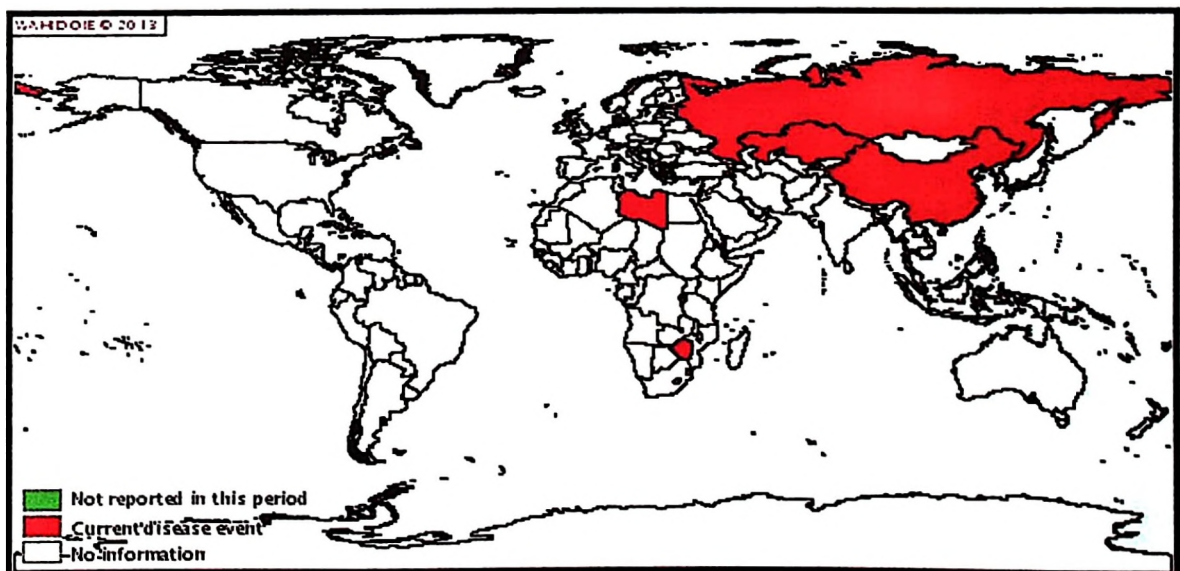 WAHID OIE © 2013
Not reported in this period
Current disease event
No information